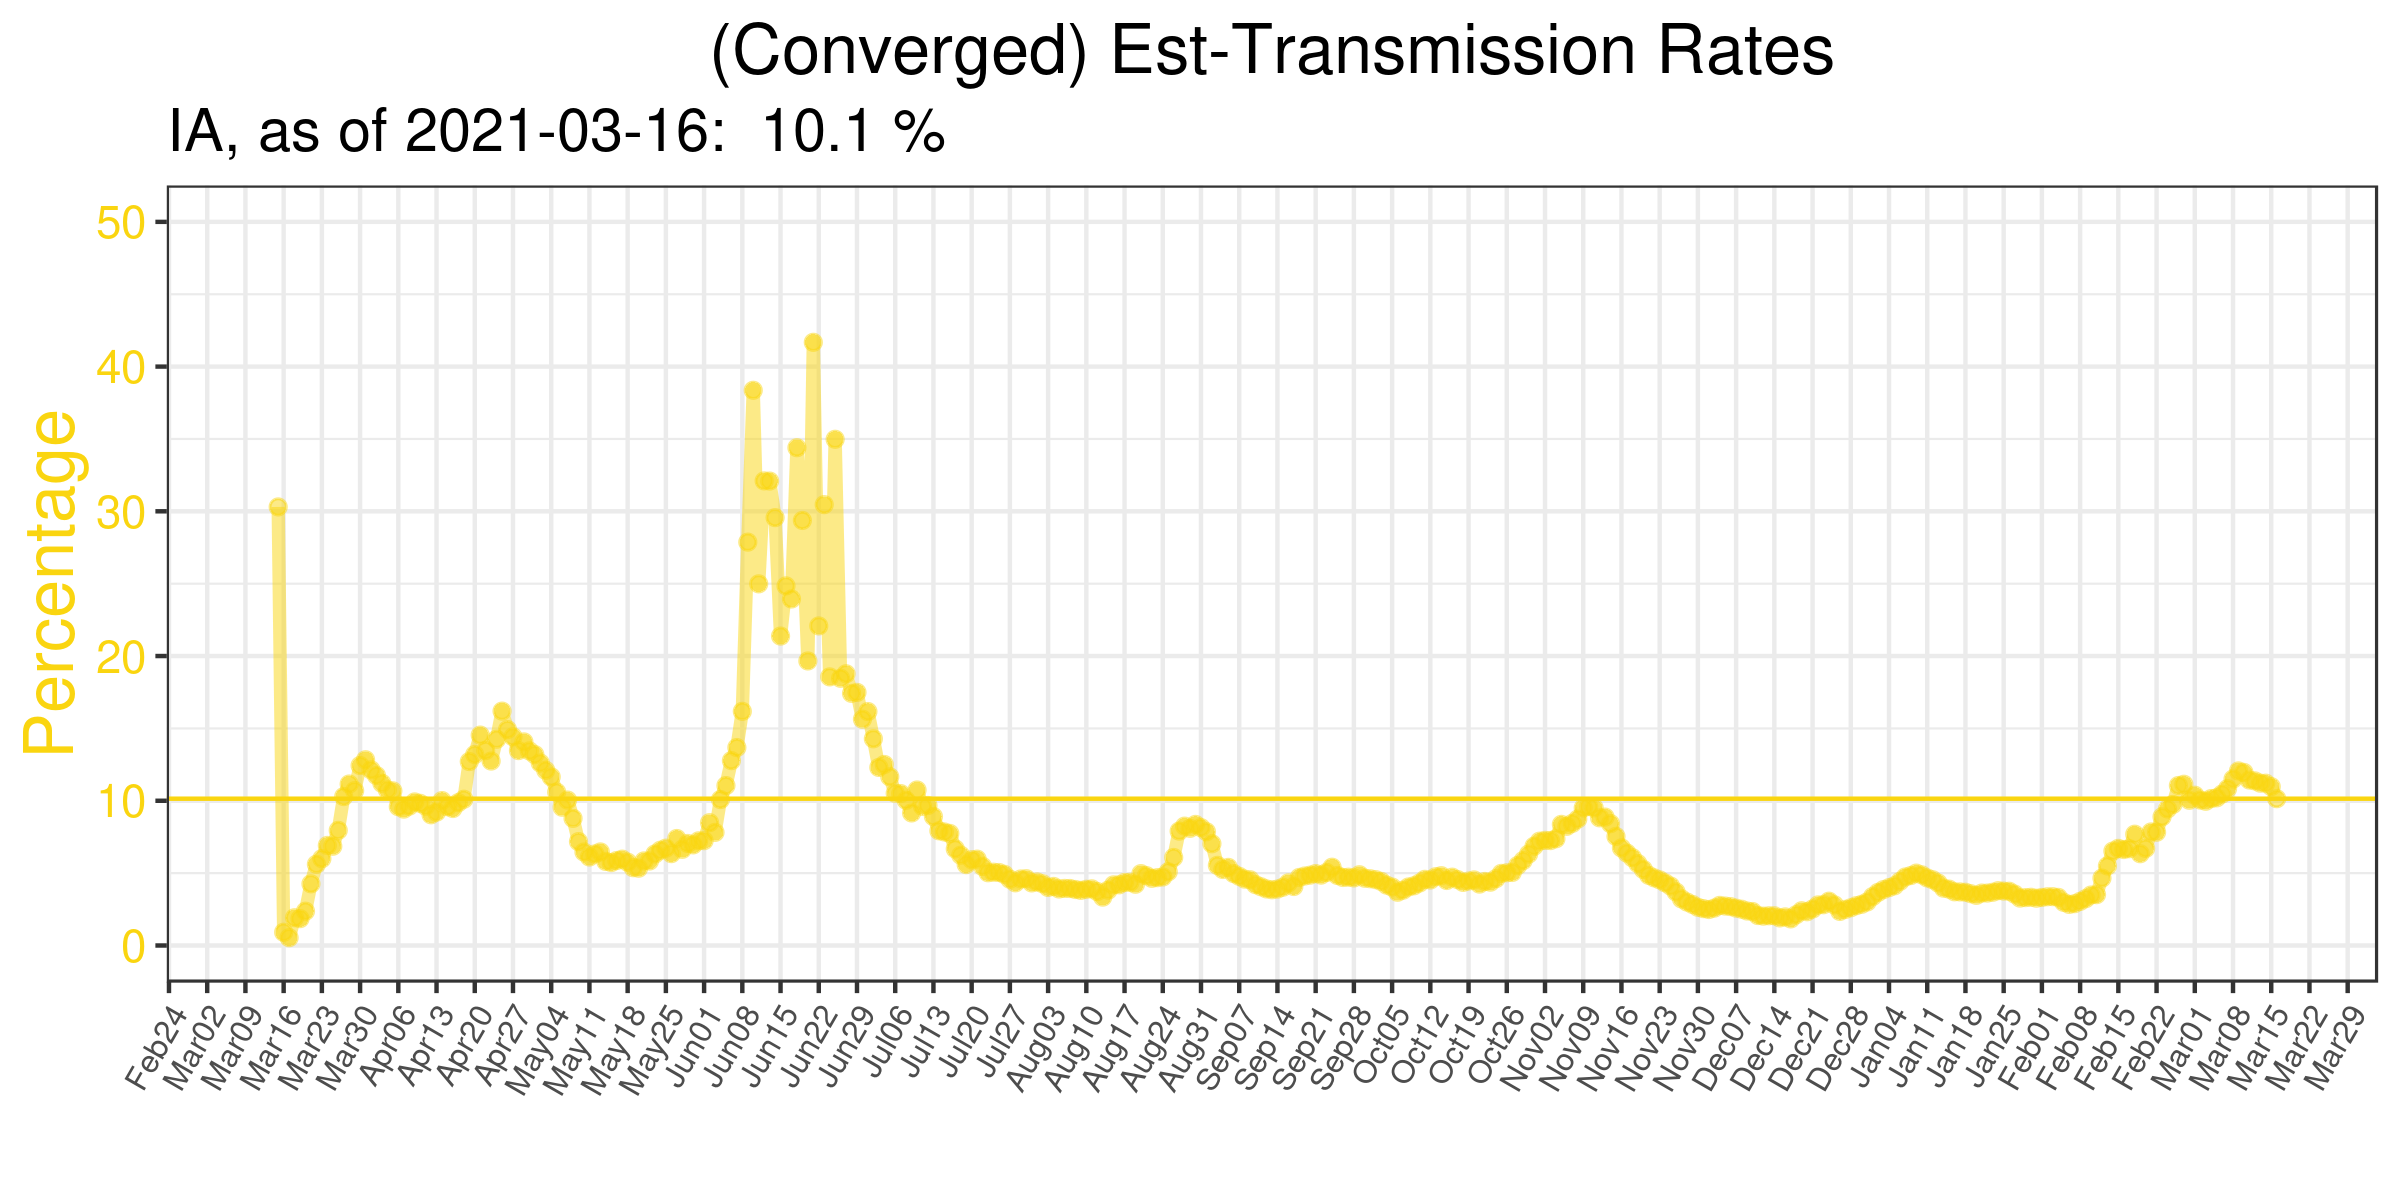 (Converged) Est-Transmission Rates
IA, as of 2021-03-16:  10.1 %
Percentage
50
40
30
20
10
0
Feb24
Mar02
Mar09
Mar16
Mar23
Mar30
Apr06
Apr13
Apr20
Apr27
May04
May11
May18
May25
Jun01
Jun08
Jun15
Jun22
Jun29
Jul06
Jul13
Jul20
Jul27
Aug03
Aug10
Aug17
Aug24
Aug31
Sep07
Sep14
Sep21
Sep28
Oct05
Oct12
Oct19
Oct26
Nov02
Nov09
Nov16
Nov23
Nov30
Dec07
Dec14
Dec21
Dec28
Jan04
Jan11
Jan18
Jan25
Feb01
Feb08
Feb15
Feb22
Mar01
Mar08
Mar15
Mar22
Mar29